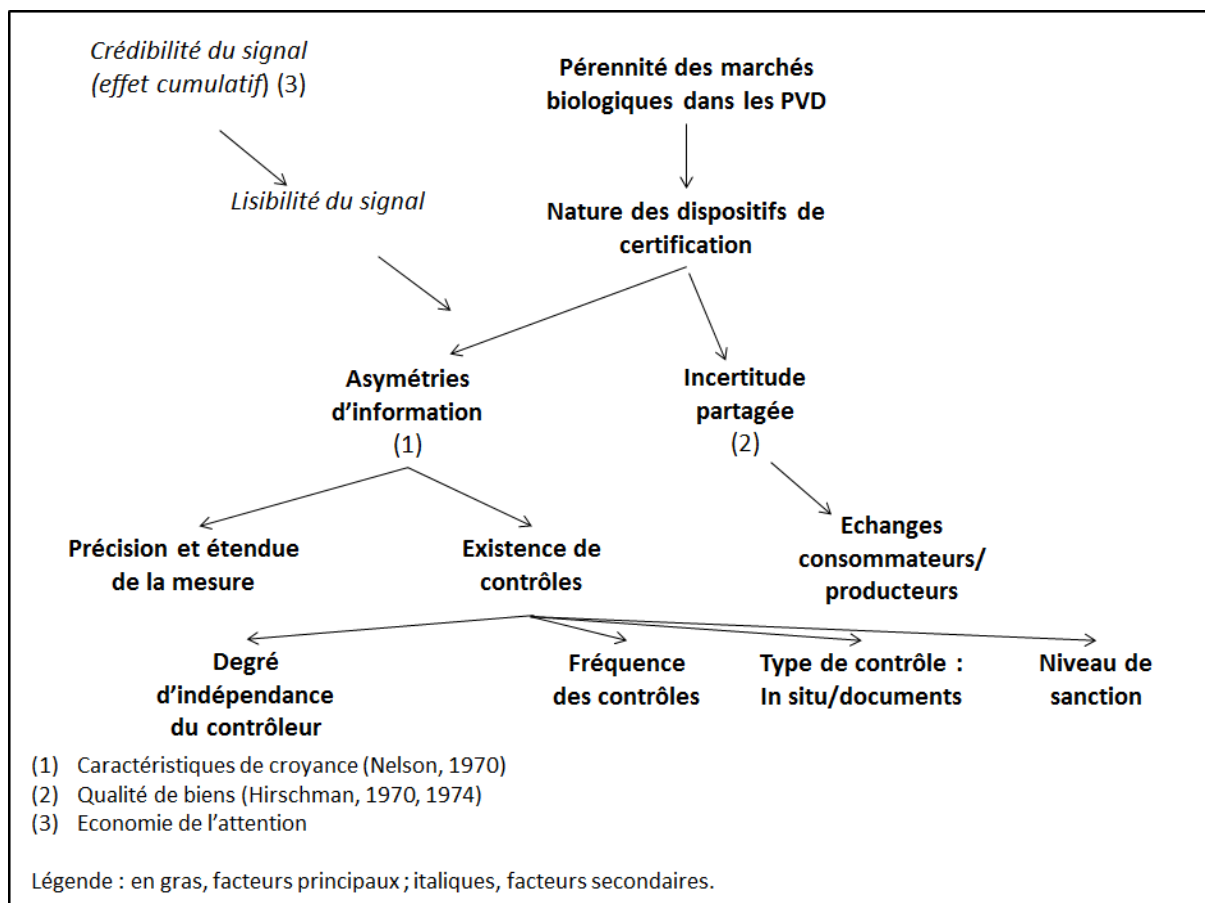 Crédibilité du signal
(effet cumulatif) (3)
Pérennité des marchés
biologiques dans les PVD
Lisibilité du signal
Nature des dispositifs de
certification
Asymétries
d'information
(1)
Incertitude
partagée
(2)
Précision et étendue
de la mesure
Existence de
contrôles
Echanges
consommateurs/
producteurs
Degré
d'indépendance
du contrôleur
Fréquence
des contrôles
Type de contrôle :
In situ/documents
Niveau de
sanction
(1) Caractéristiques de croyance (Nelson, 1970)
(2) Qualité de biens (Hirschman, 1970, 1974)
(3) Economie de l'attention
Légende : en gras, facteurs principaux ; italiques, facteurs secondaires.